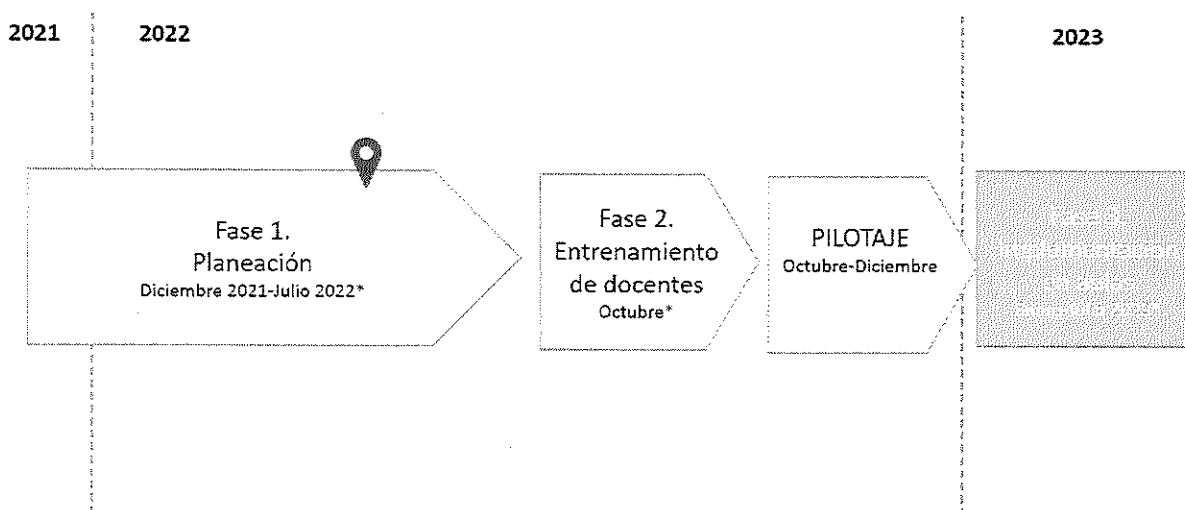 2021
2022
2023
Fase 1.
Planeación
Diciembre 2021-Julio 2022*
Fase 2.
Entrenamiento
de docentes
Octubre*
PILOTAJE
Octubre-Diciembre